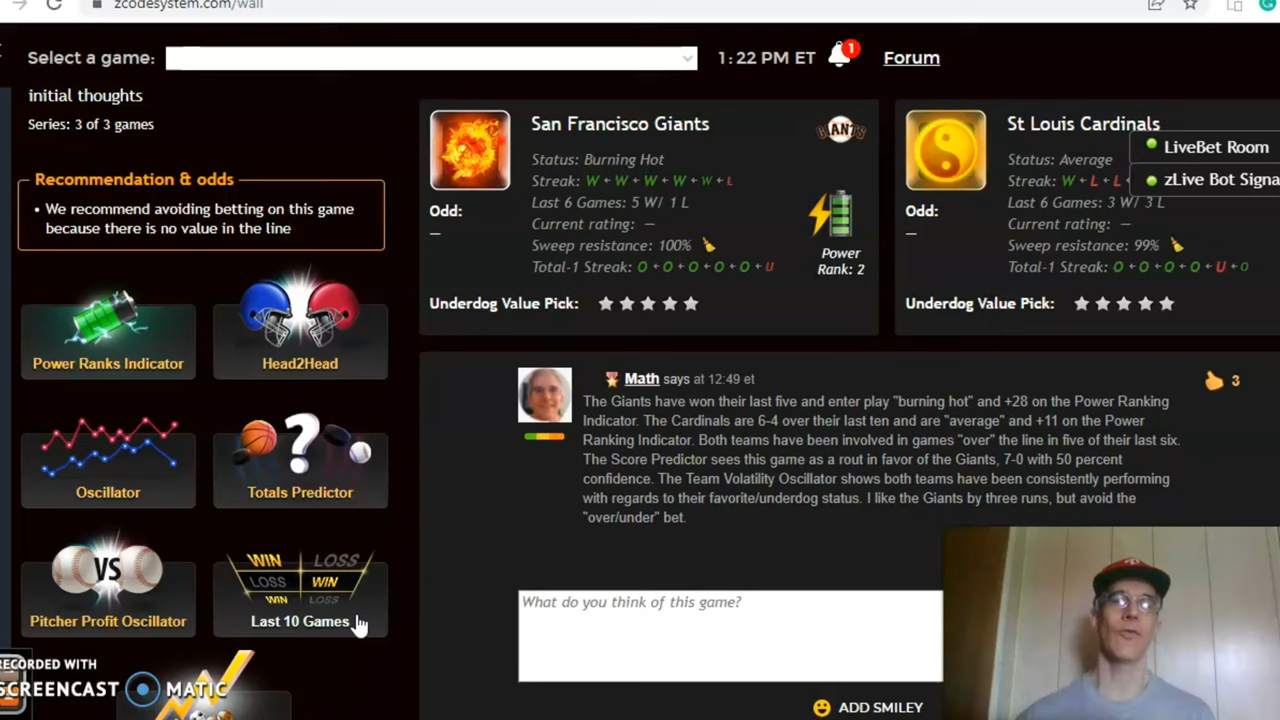 zcodesystem.com/wall
Select a game:
1:22 PM ET
1
Forum
initial thoughts
Series: 3 of 3 games
Recommendation & odds
• We recommend avoiding betting on this game
because there is no value in the line
Power Ranks Indicator
Head2Head
Oscillator
Totals Predictor
VS
Pitcher Profit Oscillator
WIN LOSS
LOSS WIN
WIN LOSS
Last 10 Games
San Francisco Giants
GIANTS
Status: Burning Hot
Streak: W W W W W L
Odd:
—
Last 6 Games: 5 W/ 1 L
Current rating: —
Sweep resistance: 100%
Total-1 Streak: O O O O O U
Power
Rank: 2
Underdog Value Pick:
St Louis Cardinals
Status: Average
Streak: W L L
Odd:
—
Last 6 Games: 3 W/ 3 L
Current rating: —
Sweep resistance: 99%
Total-1 Streak: O O O O U O
Underdog Value Pick:
LiveBet Room
zLive Bot Signa
Math says at 12:49 et
3
The Giants have won their last five and enter play "burning hot" and +28 on the Power Ranking
Indicator. The Cardinals are 6-4 over their last ten and are "average" and +11 on the Power
Ranking Indicator. Both teams have been involved in games "over" the line in five of their last six.
The Score Predictor sees this game as a rout in favor of the Giants, 7-0 with 50 percent
confidence. The Team Volatility Oscillator shows both teams have been consistently performing
with regards to their favorite/underdog status. I like the Giants by three runs, but avoid the
"over/under" bet.
What do you think of this game?
ADD SMILEY
RECORDED WITH
SCREENCAST MATIC